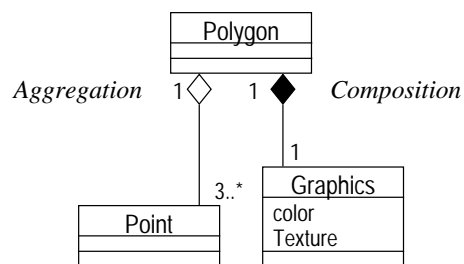 Polygon
Aggregation 1 1 Composition
1
3..* Graphics
Point color
Texture